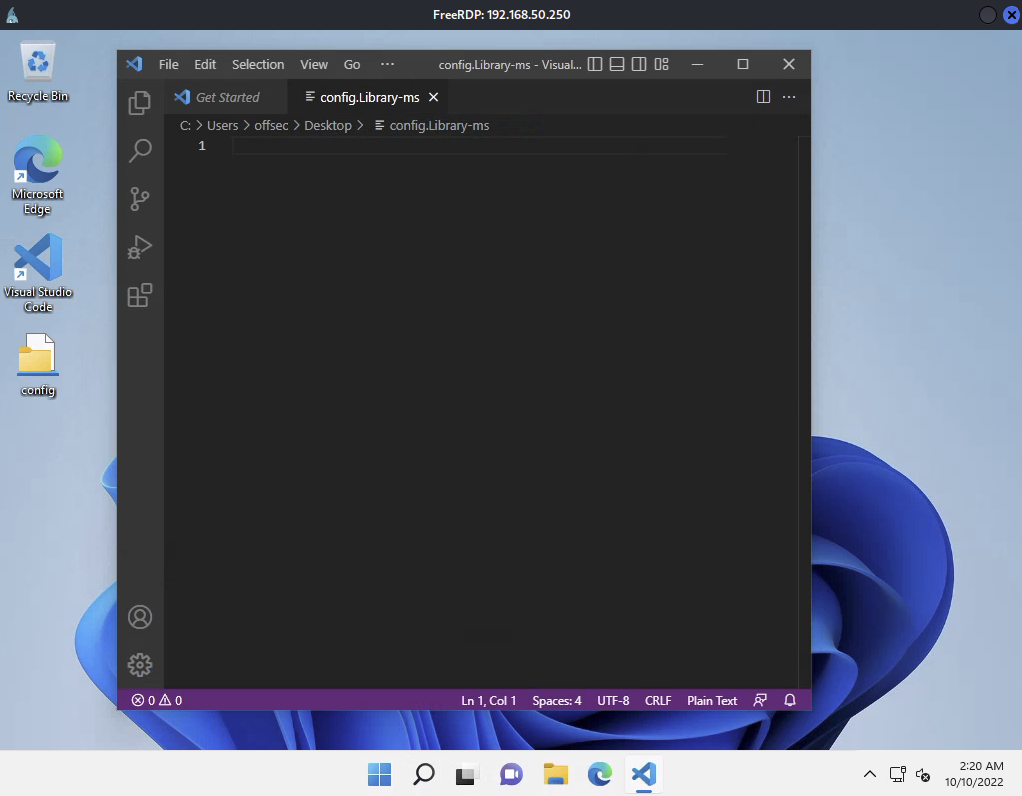 FreeRDP: 192.168.50.250
Recycle Bin
Microsoft
Edge
Visual Studio
Code
config
File Edit Selection View Go ··· config.Library-ms - Visual...
Get Started config.Library-ms
C: > Users > offsec > Desktop > config.Library-ms
1
0 0 Ln 1, Col 1 Spaces: 4 UTF-8 CRLF Plain Text
2:20 AM
10/10/2022